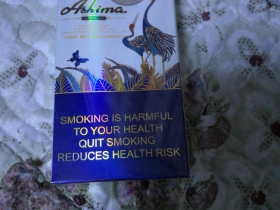 Ashima
SMOKING IS HARMFUL
TO YOUR HEALTH
QUIT SMOKING
REDUCES HEALTH RISK